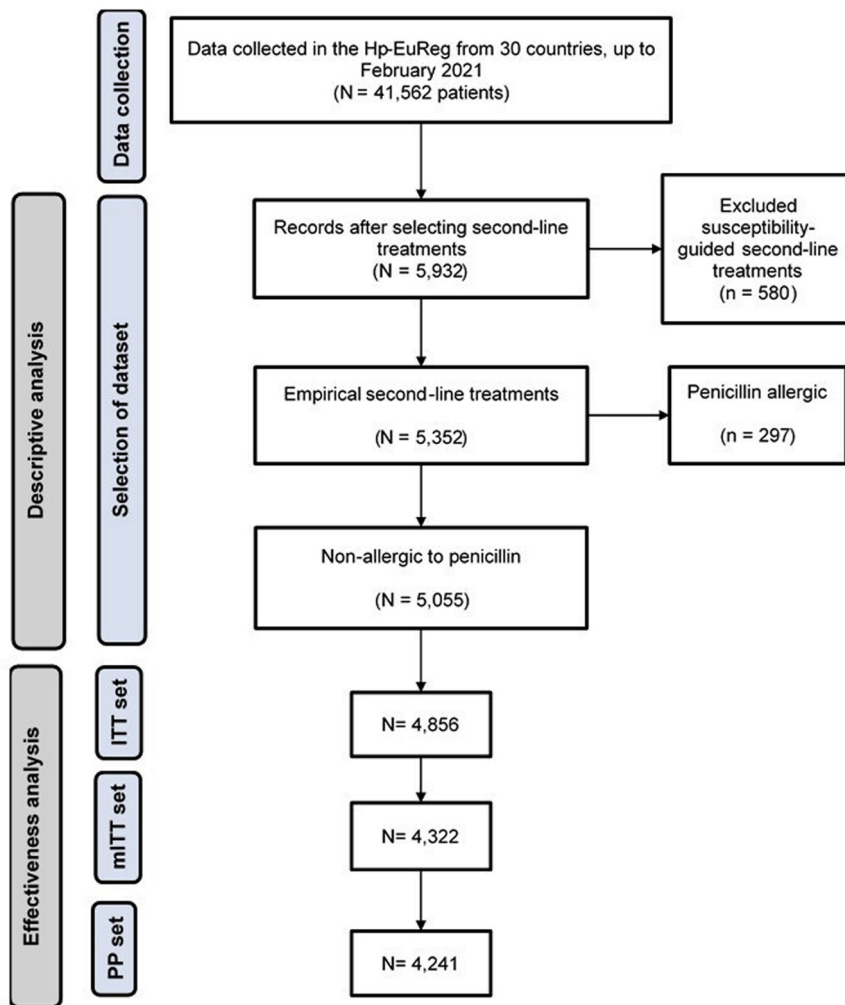 Data collection
Data collected in the Hp-EuReg from 30 countries, up to
February 2021
(N = 41,562 patients)
Descriptive analysis
Selection of dataset
Records after selecting second-line
treatments
(N = 5,932)
Excluded
susceptibility-
guided second-line
treatments
(n = 580)
Empirical second-line treatments
(N = 5,352)
Penicillin allergic
(n = 297)
Non-allergic to penicillin
(N = 5,055)
Effectiveness analysis
ITT set
N= 4,856
mITT set
N= 4,322
PP set
N= 4,241